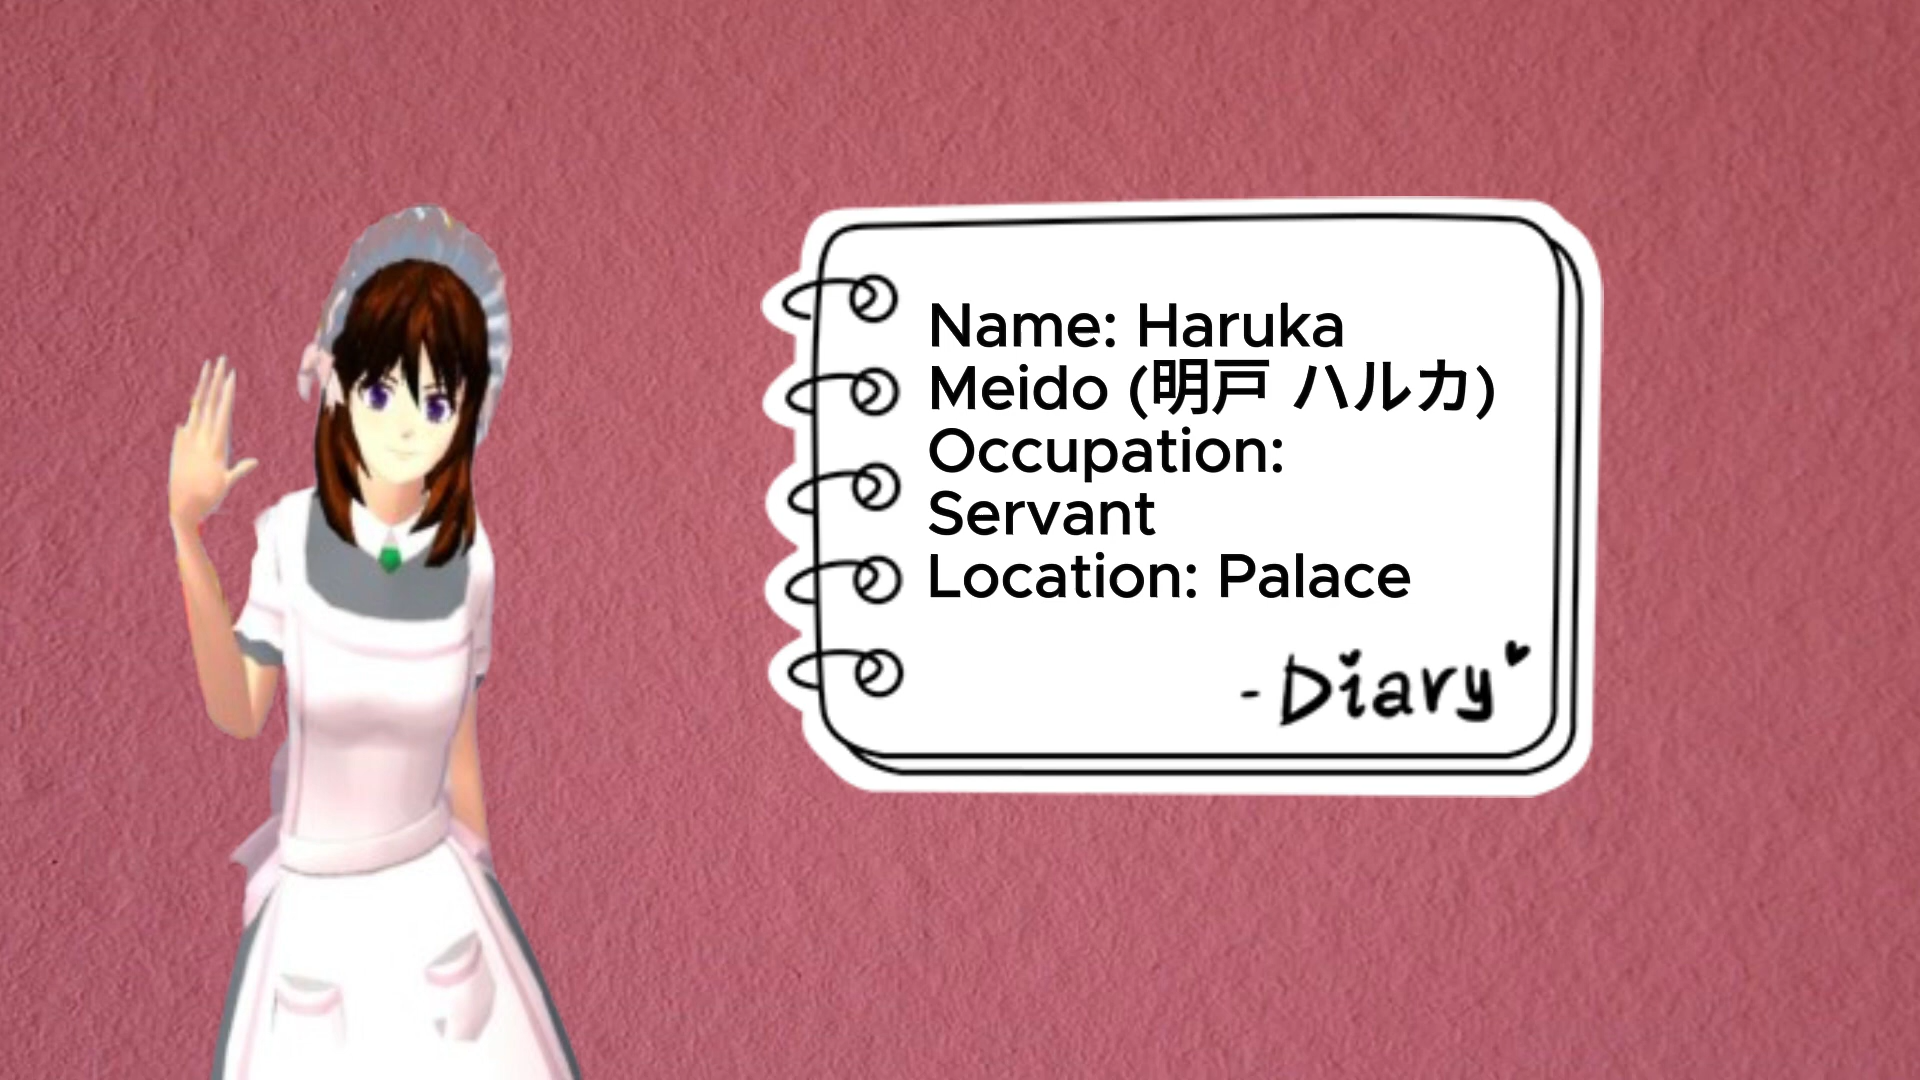 Name: Haruka
Meido (明戸 ハルカ)
Occupation:
Servant
Location: Palace
- Diary